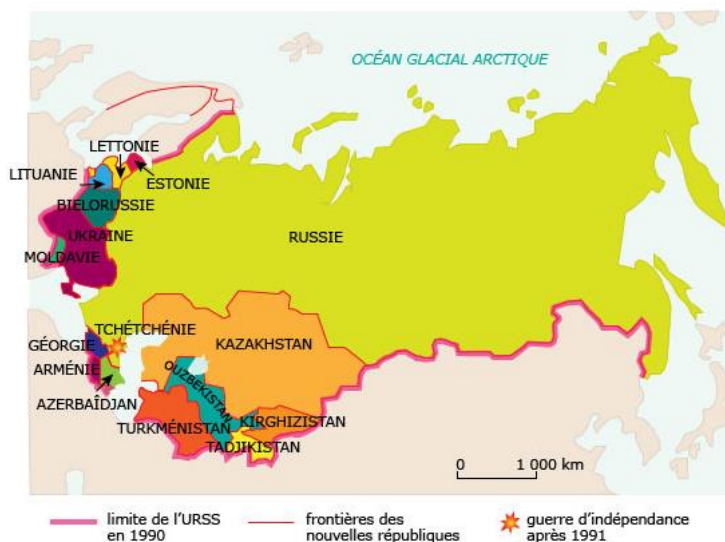 OCÉAN GLACIAL ARCTIQUE
LETTONIE
LITUANIE
ESTONIE
BIELORUSSIE
UKRAINE
RUSSIE
MOLDAVIE
TCHÉTCHÉNIE
GÉORGIE
KAZAKHSTAN
ARMÉNIE
OUZBEKISTAN
AZERBAÎDJAN
TURKMÉNISTAN
KIRGHIZISTAN
TADJIKISTAN
0 1 000 km
limite de l'URSS
en 1990
frontières des
nouvelles républiques
guerre d'indépendance
après 1991